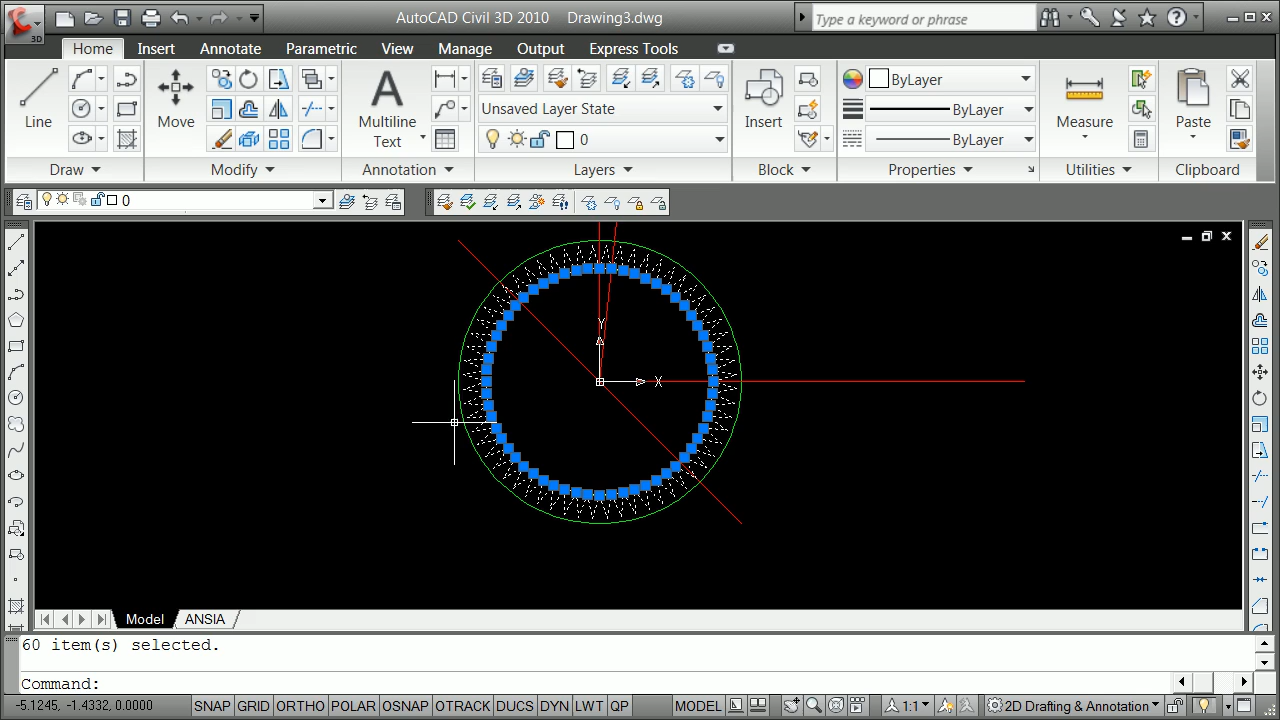 3D
AutoCAD Civil 3D 2010 Drawing3.dwg
Type a keyword or phrase
Home Insert Annotate Parametric View Manage Output Express Tools
Line
Move
A
Multiline
Text
Unsaved Layer State
0
Insert
ByLayer
ByLayer
ByLayer
Measure
Paste
Draw Modify Annotation Layers Block Properties Utilities Clipboard
0
Y
X
Model ANSIA
60 item(s) selected.
Command:
-5.1245, -1.4332, 0.0000 SNAP GRID ORTHO POLAR OSNAP OTRACK DUCS DYN LWT QP MODEL 1:1 2D Drafting & Annotation